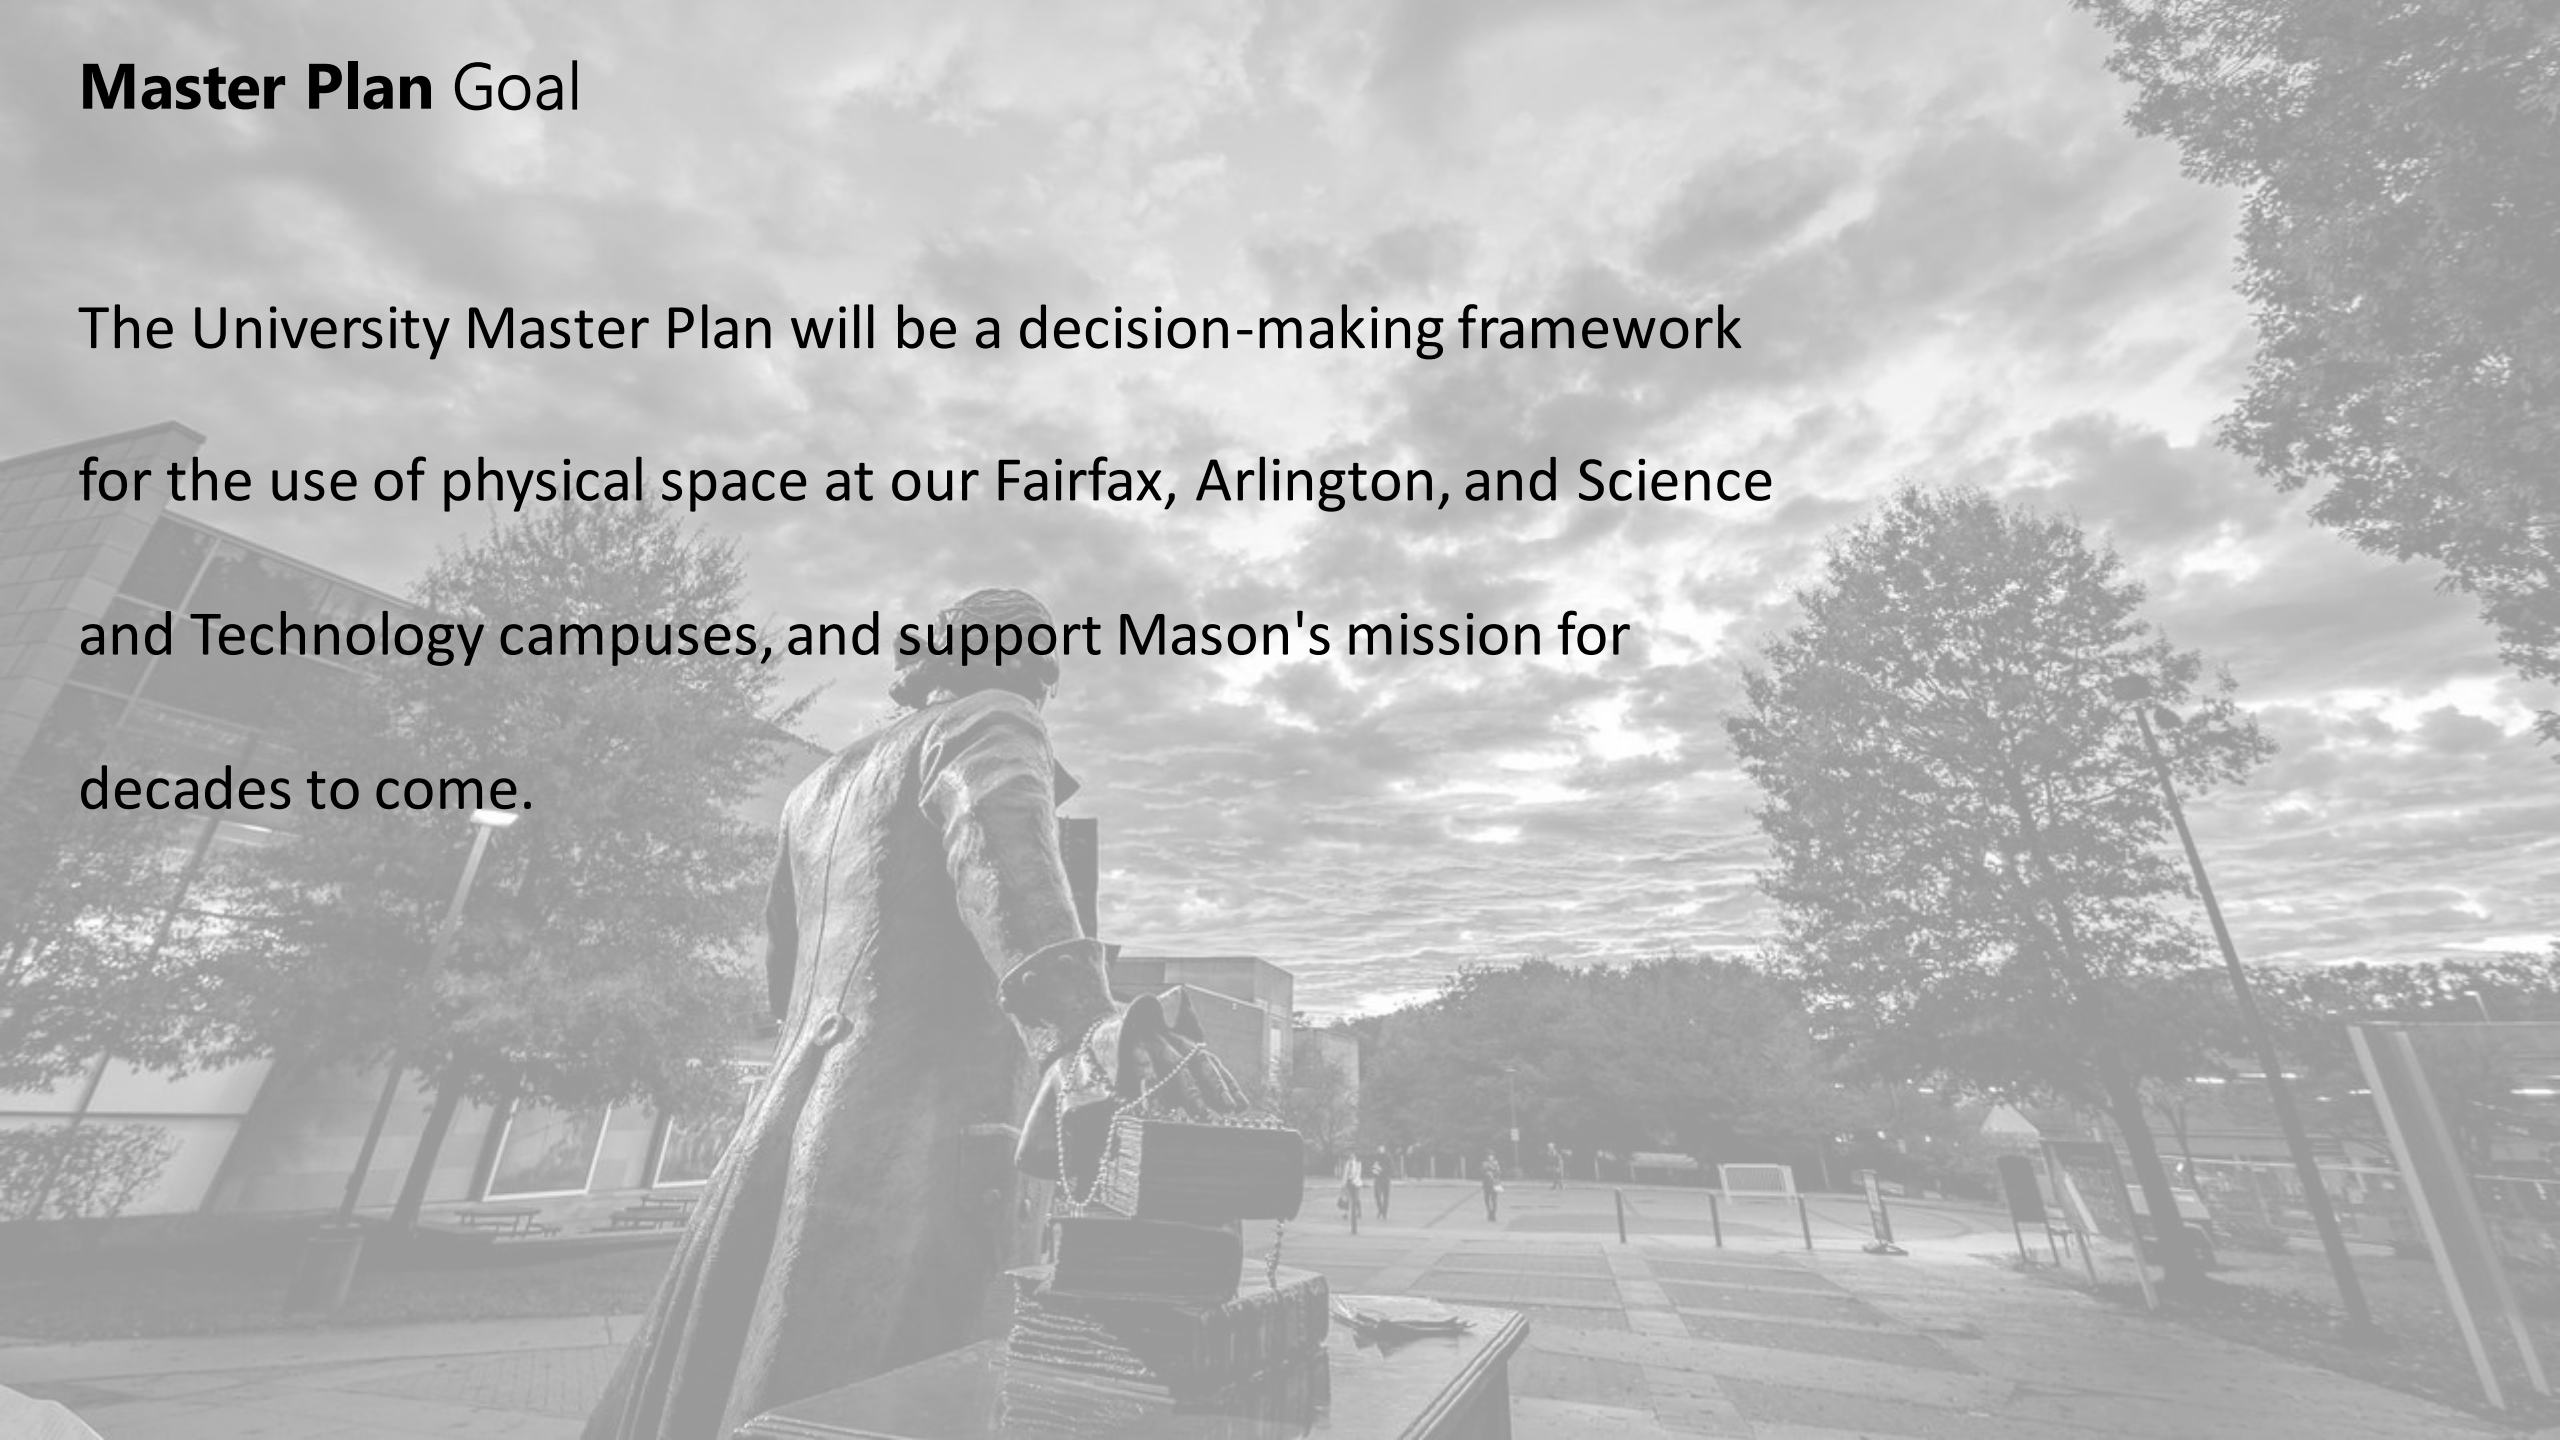 Master Plan Goal
The University Master Plan will be a decision-making framework
for the use of physical space at our Fairfax, Arlington, and Science
and Technology campuses, and support Mason's mission for
decades to come.